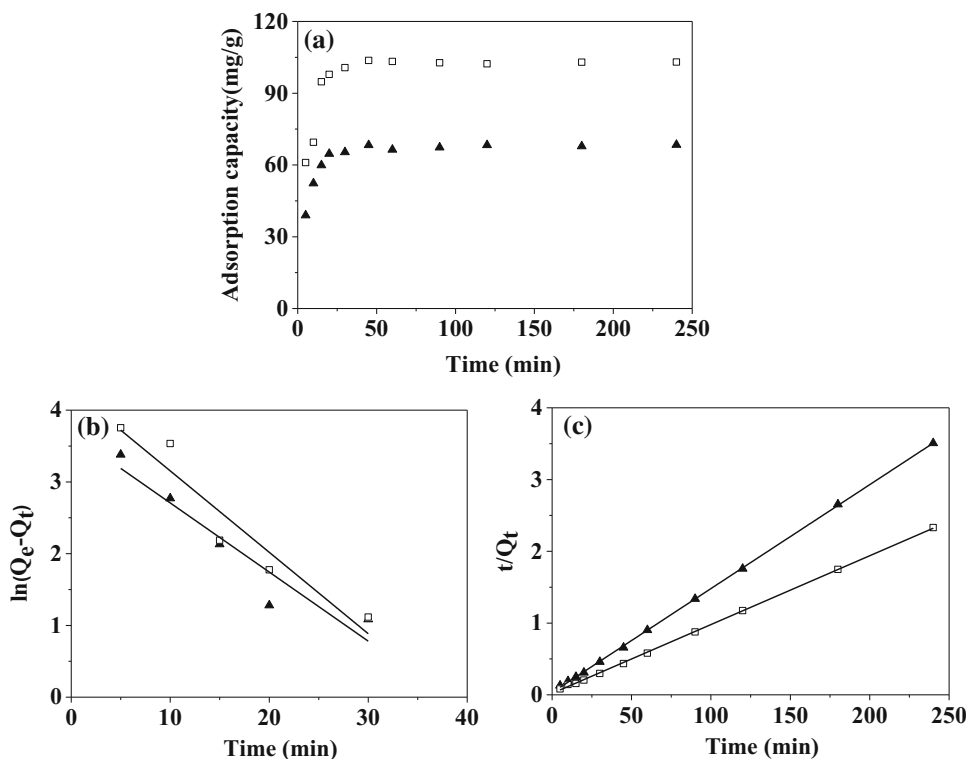 (a)
Adsorption capacity(mg/g)
120
90
60
30
0
0 50 100 150 200 250
Time (min)
(b)
ln(Qe-Qt)
4
3
2
1
0
0 10 20 30 40
Time (min)
(c)
t/Qt
4
3
2
1
0
0 50 100 150 200 250
Time (min)